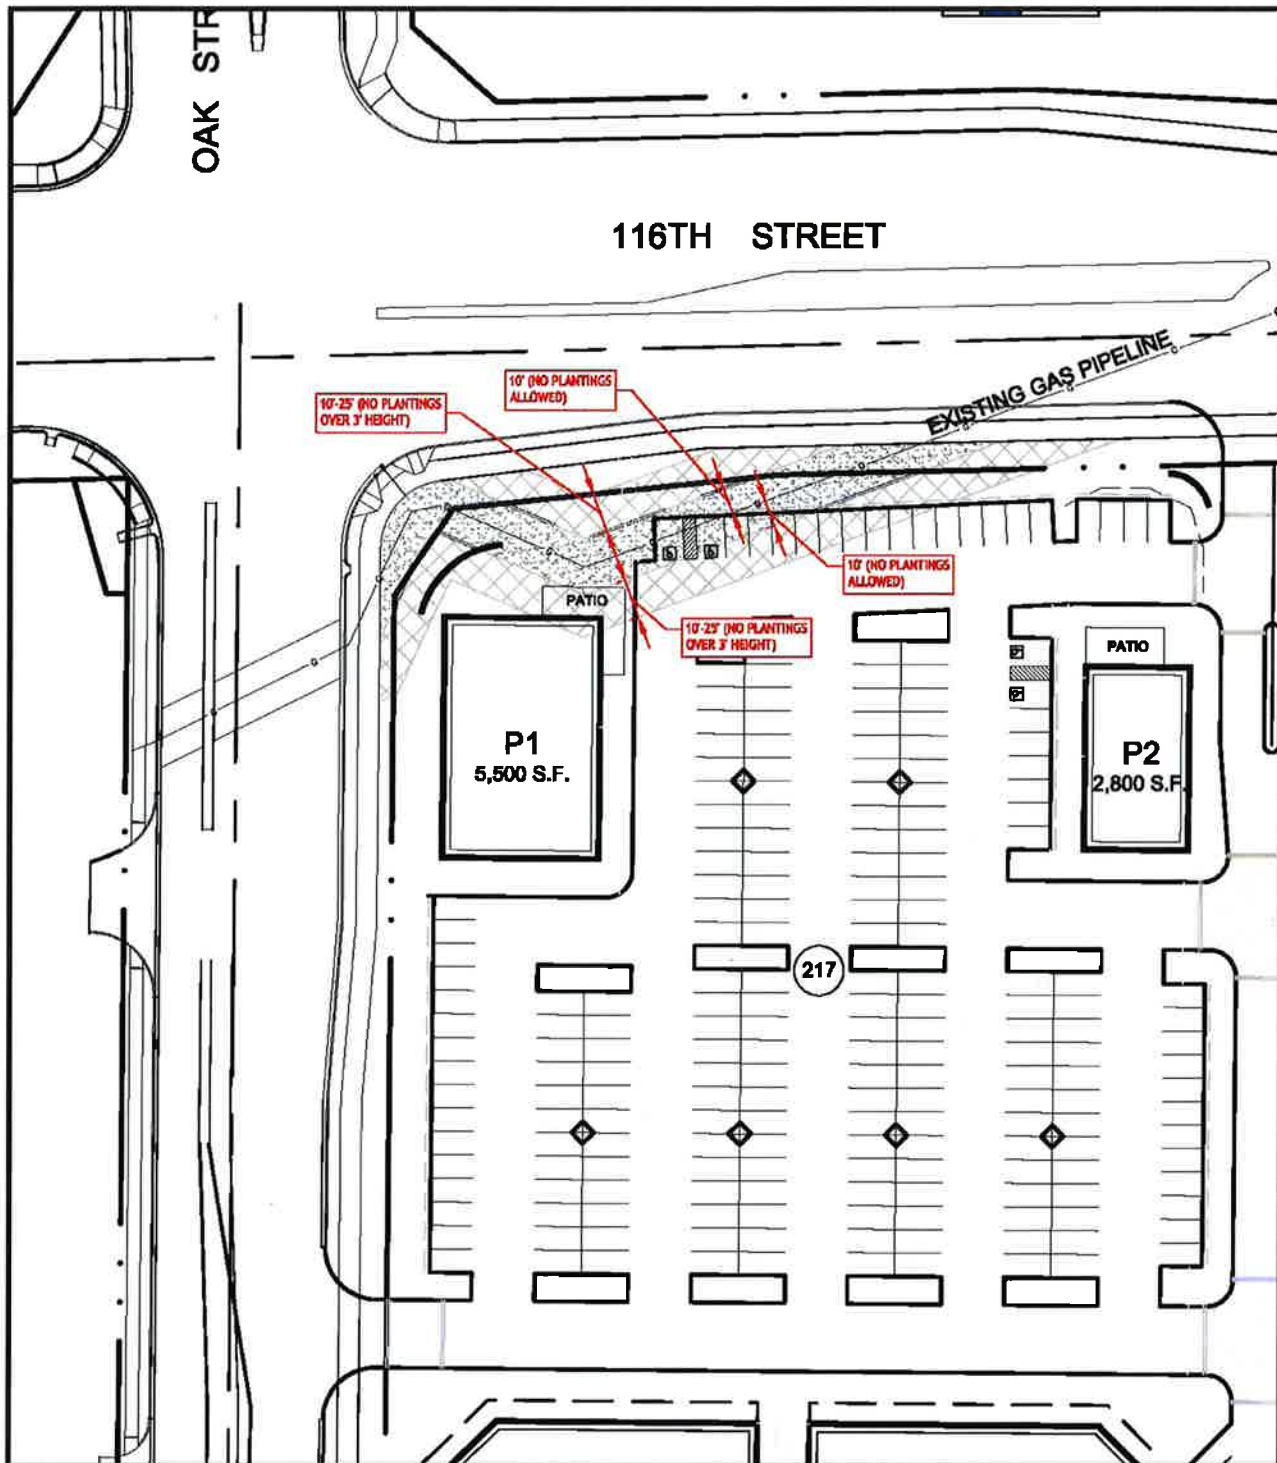 OAK STR
116TH STREET
EXISTING GAS PIPELINE
10' (NO PLANTINGS
ALLOWED)
10'-25' (NO PLANTINGS
OVER 3' HEIGHT)
10' (NO PLANTINGS
ALLOWED)
PATIO
10'-25' (NO PLANTINGS
OVER 3' HEIGHT)
PATIO
P1
5,500 S.F.
P2
2,800 S.F.
217